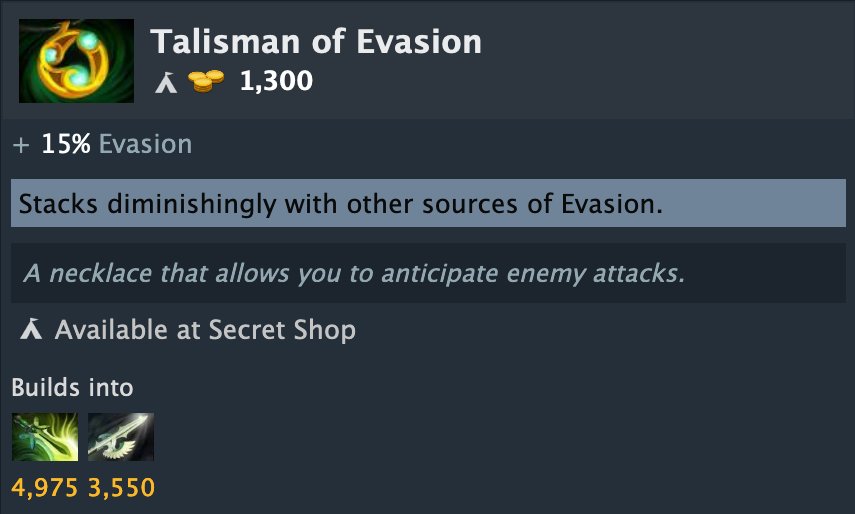 Talisman of Evasion
1,300
+ 15% Evasion
Stacks diminishingly with other sources of Evasion.
A necklace that allows you to anticipate enemy attacks.
Available at Secret Shop
Builds into
4,975 3,550